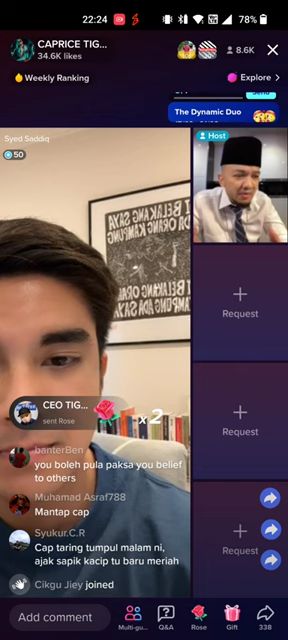 22:24
78%
CAPRICE TIG...
34.6K likes
8.6K
Weekly Ranking
Explore >
The Dynamic Duo
Syed Saddiq
50
Host
Request
Request
Request
CEO TIG...
sent Rose
x2
banterBen
you boleh pula paksa you belief
to others
Muhamad Asraf788
Mantap cap
Syukur.C.R
Cap taring tumpul malam ni,
ajak sapik kacip tu baru meriah
Cikgu Jiey joined
Add comment
Multi-gu...
Q&A
Rose
Gift
338